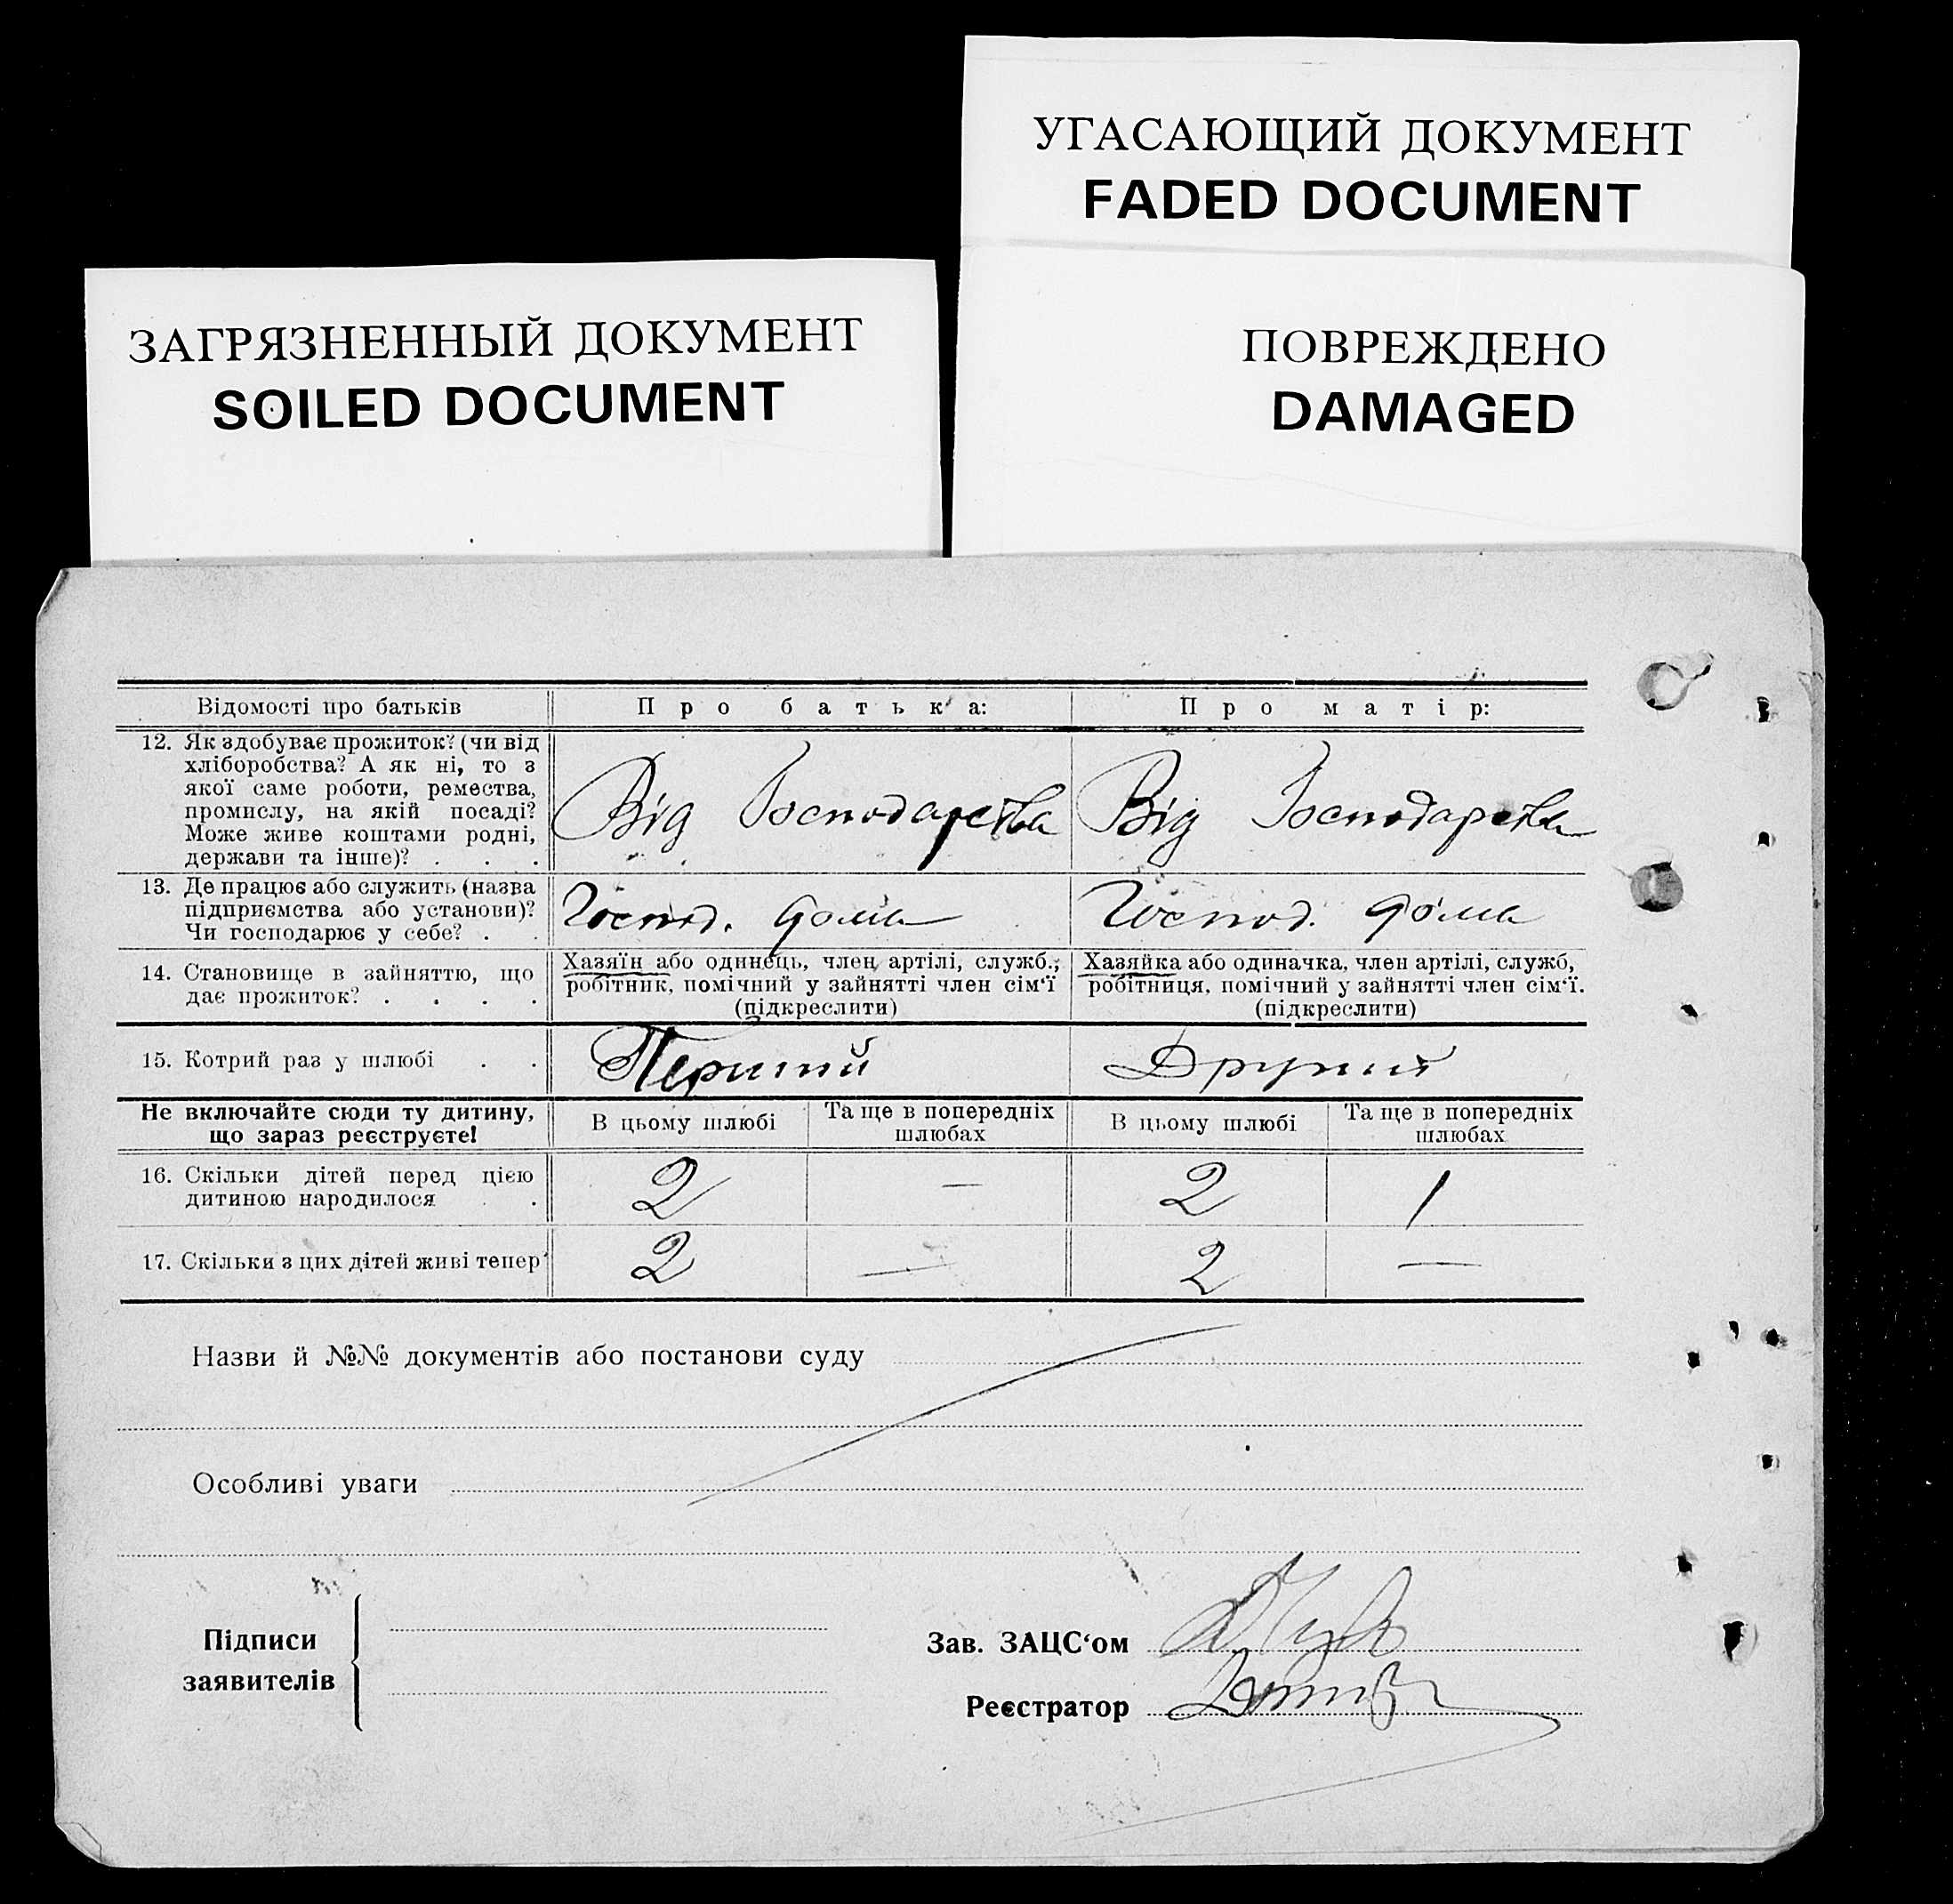 УГАСАЮЩИЙ ДОКУМЕНТ
FADED DOCUMENT
ЗАГРЯЗНЕННЫЙ ДОКУМЕНТ
SOILED DOCUMENT
ПОВРЕЖДЕНО
DAMAGED
Відомості про батьків
Про батька:
Про матір:
12. Як здобуває прожиток? (чи від
хліборобства? А як ні, то з
якої саме роботи, ремества,
промислу, на якій посаді?
Може живе коштами родні,
держави та інше)? . . .
Від Господарства
Від Господарства
13. Де працює або служить (назва
підприємства або установи)?
Чи господарює у себе? . .
Господ. дома
Господ. дома
14. Становище в зайняттю, що
дає прожиток? . . . .
Хазяїн або одинець, член артілі, служб.,
робітник, помічний у зайнятті член сім‘ї
(підкреслити)
Хазяйка або одиначка, член артілі, служб,
робітниця, помічний у зайнятті член сім‘ї.
(підкреслити)
15. Котрий раз у шлюбі . .
Перший
Другий
Не включайте сюди ту дитину,
що зараз реєструєте!
В цьому шлюбі
Та ще в попередніх
шлюбах
В цьому шлюбі
Та ще в попередніх
шлюбах
16. Скільки дітей перед цією
дитиною народилося . .
2
—
2
1
17. Скільки з цих дітей живі тепер
2
—
2
—
Назви й №№ документів або постанови суду
Особливі уваги
Підписи
заявителів
Зав. ЗАЦС‘ом
Реєстратор